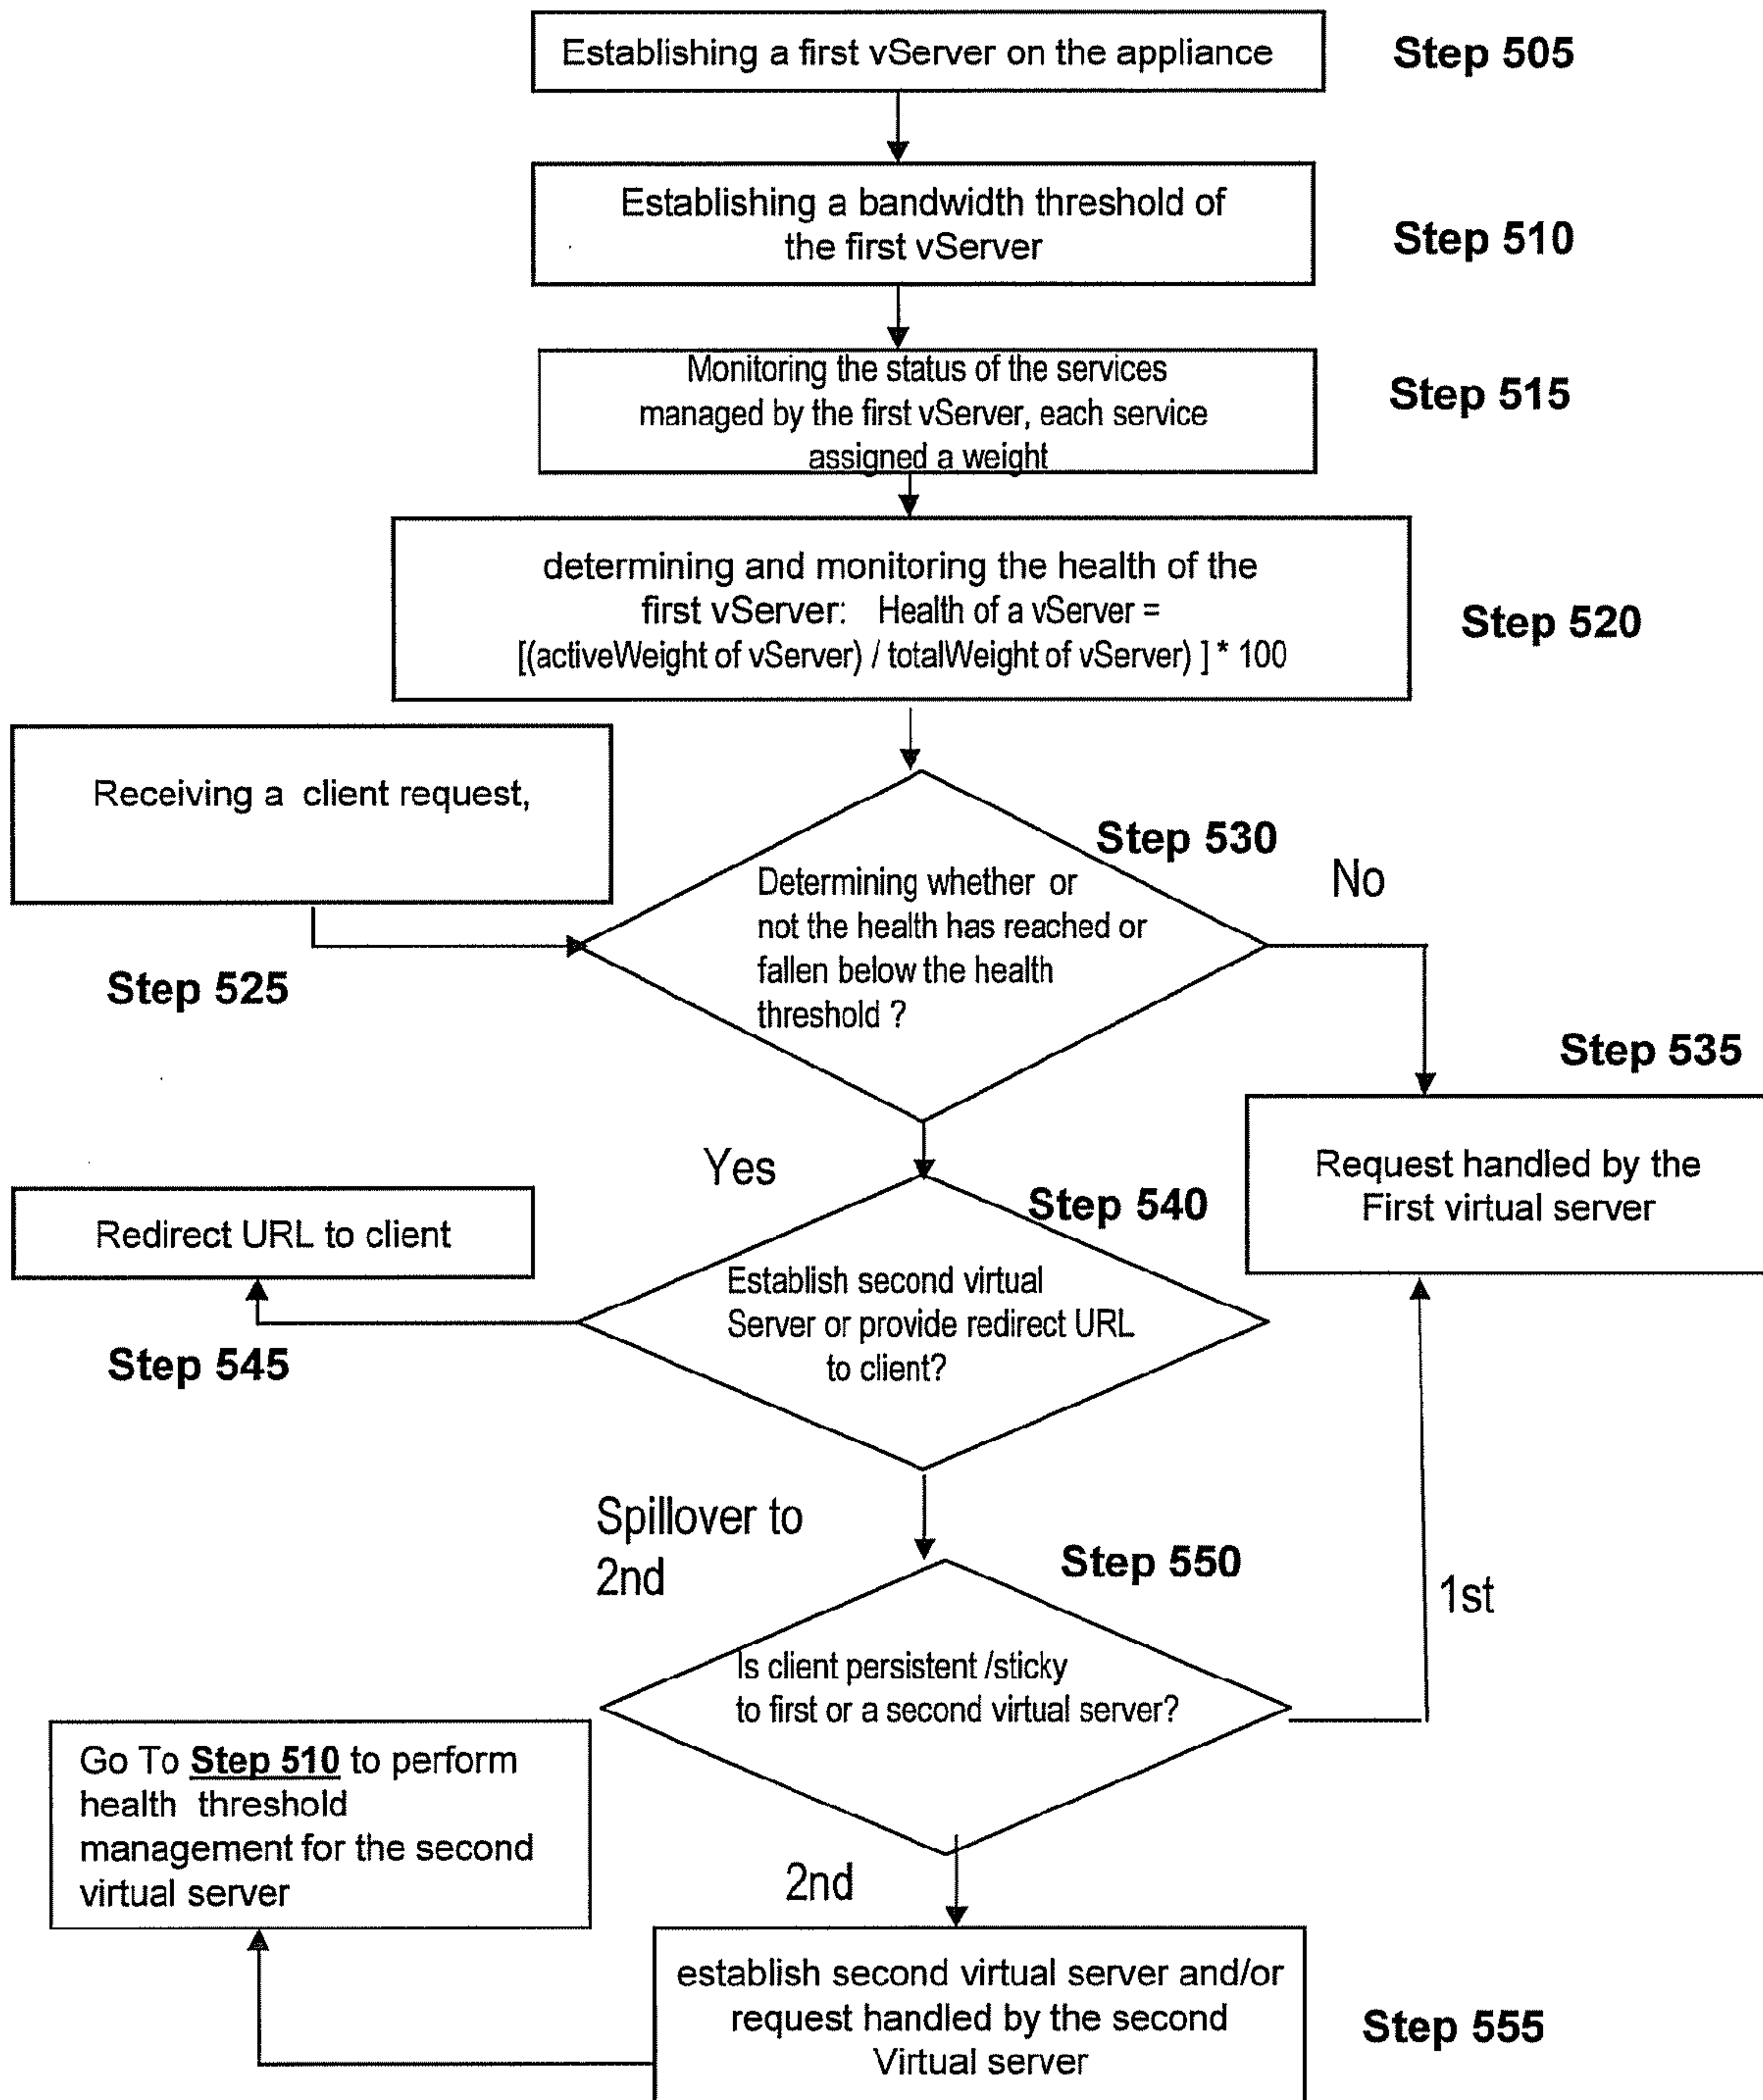 Establishing a first vServer on the appliance
Step 505
Establishing a bandwidth threshold of
the first vServer
Step 510
Monitoring the status of the services
managed by the first vServer, each service
assigned a weight
Step 515
determining and monitoring the health of the
first vServer: Health of a vServer =
[(activeWeight of vServer) / totalWeight of vServer) ] * 100
Step 520
Receiving a client request,
Step 525
Step 530
Determining whether or
not the health has reached or
fallen below the health
threshold ?
No
Step 535
Request handled by the
First virtual server
Yes
Step 540
Establish second virtual
Server or provide redirect URL
to client?
Redirect URL to client
Step 545
Spillover to
2nd
Step 550
Is client persistent /sticky
to first or a second virtual server?
1st
2nd
Go To Step 510 to perform
health threshold
management for the second
virtual server
establish second virtual server and/or
request handled by the second
Virtual server
Step 555